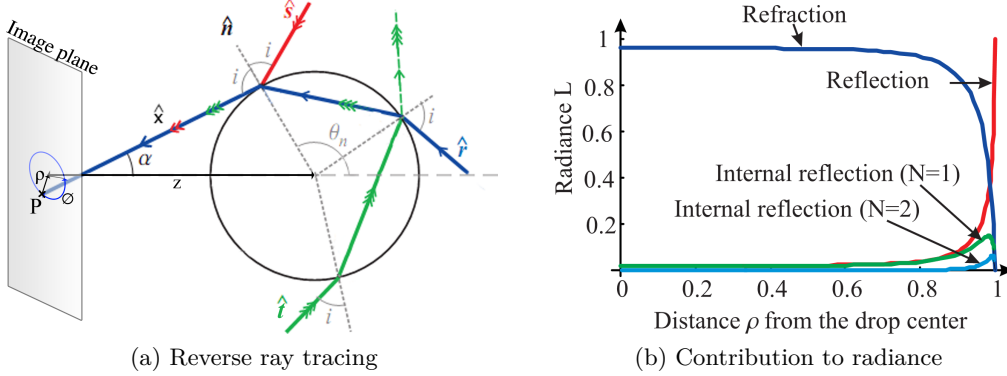 Image plane
n̂
ŝ
i
i
x̂
α
θn
i
r̂
ρ
Ø
P
z
t̂
i
(a) Reverse ray tracing
Radiance L
1
0.8
0.6
0.4
0.2
Refraction
Reflection
Internal reflection (N=1)
Internal reflection (N=2)
0 0.2 0.4 0.6 0.8 1
Distance ρ from the drop center
(b) Contribution to radiance